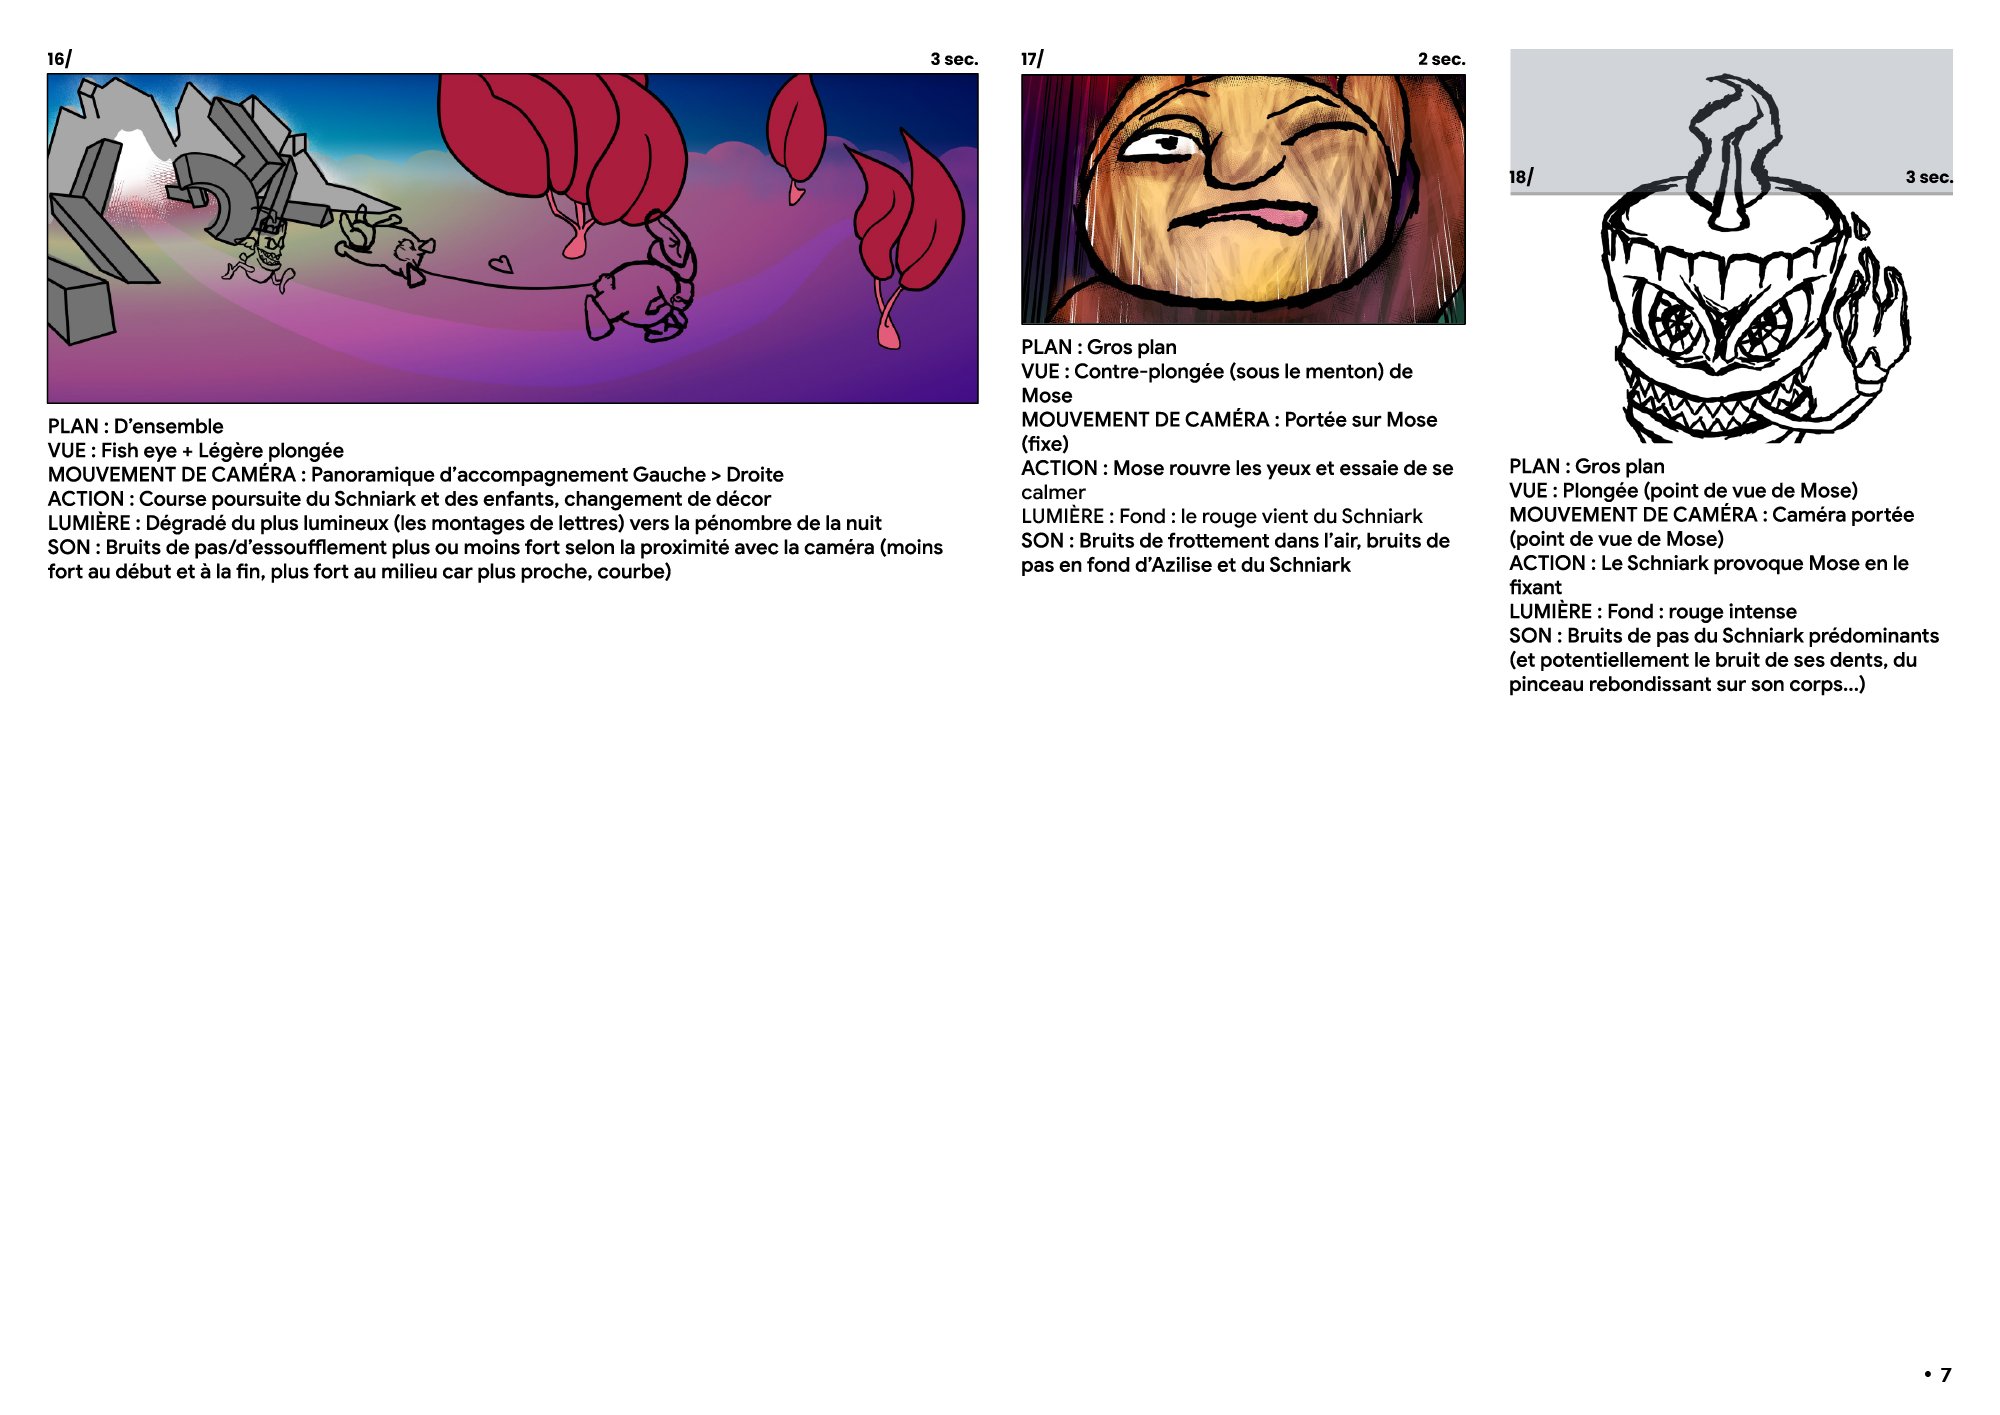 16/
3 sec.
PLAN : D’ensemble
VUE : Fish eye + Légère plongée
MOUVEMENT DE CAMÉRA : Panoramique d’accompagnement Gauche > Droite
ACTION : Course poursuite du Schniark et des enfants, changement de décor
LUMIÈRE : Dégradé du plus lumineux (les montages de lettres) vers la pénombre de la nuit
SON : Bruits de pas/d’essoufflement plus ou moins fort selon la proximité avec la caméra (moins
fort au début et à la fin, plus fort au milieu car plus proche, courbe)
17/
2 sec.
PLAN : Gros plan
VUE : Contre-plongée (sous le menton) de
Mose
MOUVEMENT DE CAMÉRA : Portée sur Mose
(fixe)
ACTION : Mose rouvre les yeux et essaie de se
calmer
LUMIÈRE : Fond : le rouge vient du Schniark
SON : Bruits de frottement dans l’air, bruits de
pas en fond d’Azilise et du Schniark
18/
3 sec.
PLAN : Gros plan
VUE : Plongée (point de vue de Mose)
MOUVEMENT DE CAMÉRA : Caméra portée
(point de vue de Mose)
ACTION : Le Schniark provoque Mose en le
fixant
LUMIÈRE : Fond : rouge intense
SON : Bruits de pas du Schniark prédominants
(et potentiellement le bruit de ses dents, du
pinceau rebondissant sur son corps...)
• 7